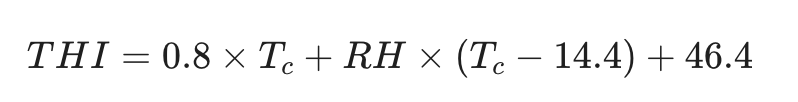 THI = 0.8 × T_c + RH × (T_c − 14.4) + 46.4